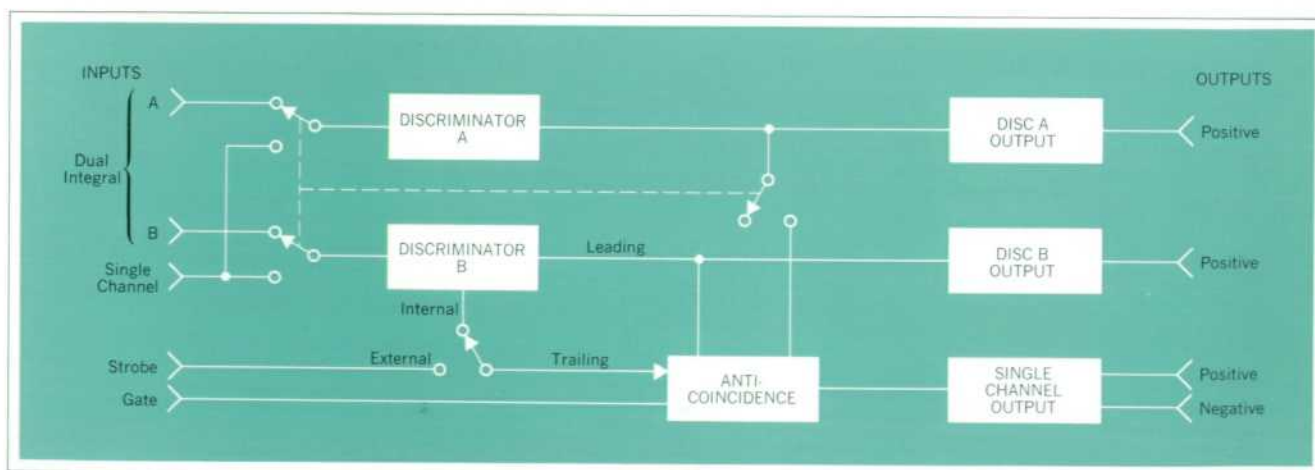 INPUTS
OUTPUTS
A
DISCRIMINATOR
A
DISC A
OUTPUT
Positive
Dual
Integral
B
DISCRIMINATOR
B
Leading
DISC B
OUTPUT
Positive
Single
Channel
Internal
Strobe
External
Trailing
ANTI-
COINCIDENCE
SINGLE
CHANNEL
OUTPUT
Positive
Negative
Gate